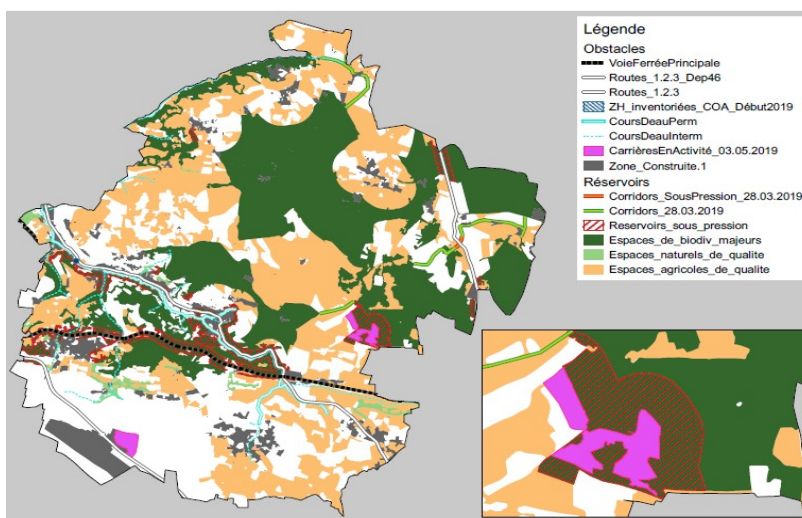 Légende
Obstacles
VoieFerréePrincipale
Routes_1.2.3_Dep46
Routes_1.2.3
ZH_inventoriées_COA_Début2019
CoursDeauPerm
CoursDeauInterm
CarrièresEnActivité_03.05.2019
Zone_Construite.1
Réservoirs
Corridors_SousPression_28.03.2019
Corridors_28.03.2019
Reservoirs_sous_pression
Espaces_de_biodiv_majeurs
Espaces_naturels_de_qualite
Espaces_agricoles_de_qualite